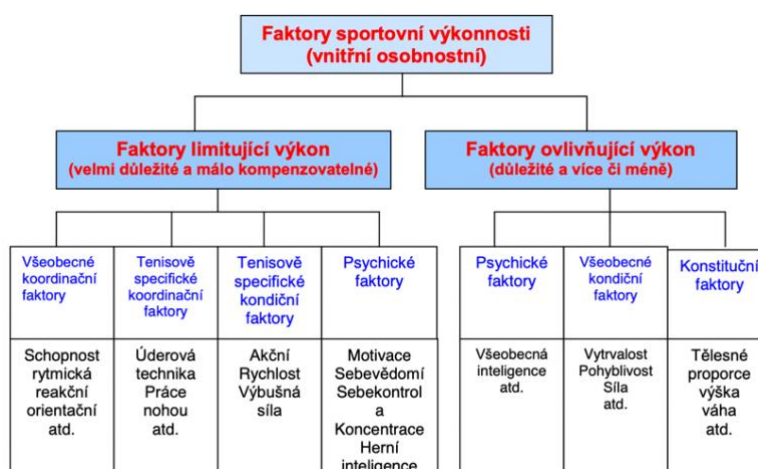 Faktory sportovní výkonnosti
(vnitřní osobnostní)
Faktory limitující výkon
(velmi důležité a málo kompenzovatelné)
Faktory ovlivňující výkon
(důležité a více či méně)
Všeobecné
koordinační
faktory
Tenisově
specifické
koordinační
faktory
Tenisově
specifické
kondiční
faktory
Psychické
faktory
Psychické
faktory
Všeobecné
kondiční
faktory
Konstituční
faktory
Schopnost
rytmická
reakční
orientační
atd.
Úderová
technika
Práce
nohou
atd.
Akční
Rychlost
Výbušná
síla
Motivace
Sebevědomí
Sebekontrol
a
Koncentrace
Herní
inteligence
Všeobecná
inteligence
atd.
Vytrvalost
Pohyblivost
Síla
atd.
Tělesné
proporce
výška
váha
atd.